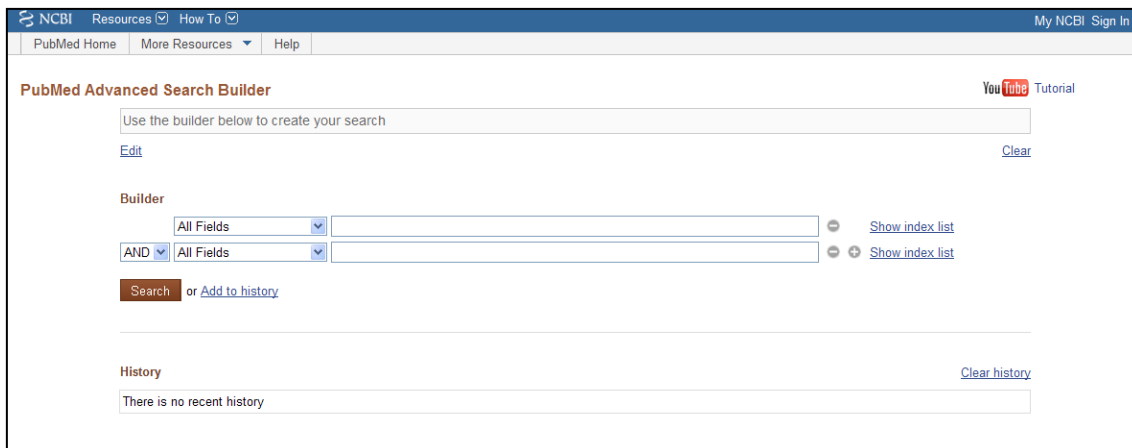 NCBI Resources How To My NCBI Sign In
PubMed Home More Resources Help
PubMed Advanced Search Builder YouTube Tutorial
Use the builder below to create your search
Edit Clear
Builder
All Fields Show index list
AND All Fields Show index list
Search or Add to history
History Clear history
There is no recent history